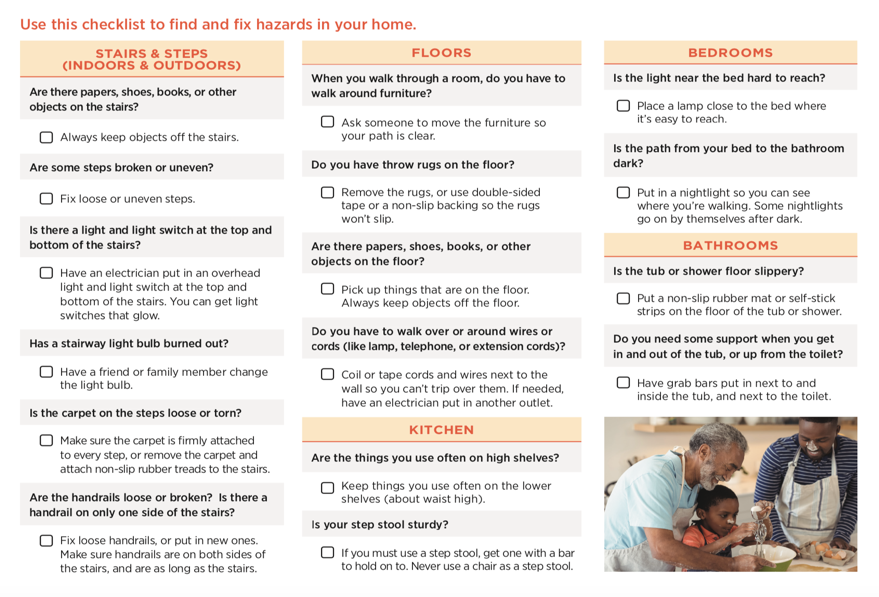 Use this checklist to find and fix hazards in your home.
STAIRS & STEPS
(INDOORS & OUTDOORS)
Are there papers, shoes, books, or other
objects on the stairs?
Always keep objects off the stairs.
Are some steps broken or uneven?
Fix loose or uneven steps.
Is there a light and light switch at the top and
bottom of the stairs?
Have an electrician put in an overhead
light and light switch at the top and
bottom of the stairs. You can get light
switches that glow.
Has a stairway light bulb burned out?
Have a friend or family member change
the light bulb.
Is the carpet on the steps loose or torn?
Make sure the carpet is firmly attached
to every step, or remove the carpet and
attach non-slip rubber treads to the stairs.
Are the handrails loose or broken? Is there a
handrail on only one side of the stairs?
Fix loose handrails, or put in new ones.
Make sure handrails are on both sides of
the stairs, and are as long as the stairs.
FLOORS
When you walk through a room, do you have to
walk around furniture?
Ask someone to move the furniture so
your path is clear.
Do you have throw rugs on the floor?
Remove the rugs, or use double-sided
tape or a non-slip backing so the rugs
won't slip.
Are there papers, shoes, books, or other
objects on the floor?
Pick up things that are on the floor.
Always keep objects off the floor.
Do you have to walk over or around wires or
cords (like lamp, telephone, or extension cords)?
Coil or tape cords and wires next to the
wall so you can't trip over them. If needed,
have an electrician put in another outlet.
KITCHEN
Are the things you use often on high shelves?
Keep things you use often on the lower
shelves (about waist high).
Is your step stool sturdy?
If you must use a step stool, get one with a bar
to hold on to. Never use a chair as a step stool.
BEDROOMS
Is the light near the bed hard to reach?
Place a lamp close to the bed where
it's easy to reach.
Is the path from your bed to the bathroom
dark?
Put in a nightlight so you can see
where you're walking. Some nightlights
go on by themselves after dark.
BATHROOMS
Is the tub or shower floor slippery?
Put a non-slip rubber mat or self-stick
strips on the floor of the tub or shower.
Do you need some support when you get
in and out of the tub, or up from the toilet?
Have grab bars put in next to and
inside the tub, and next to the toilet.